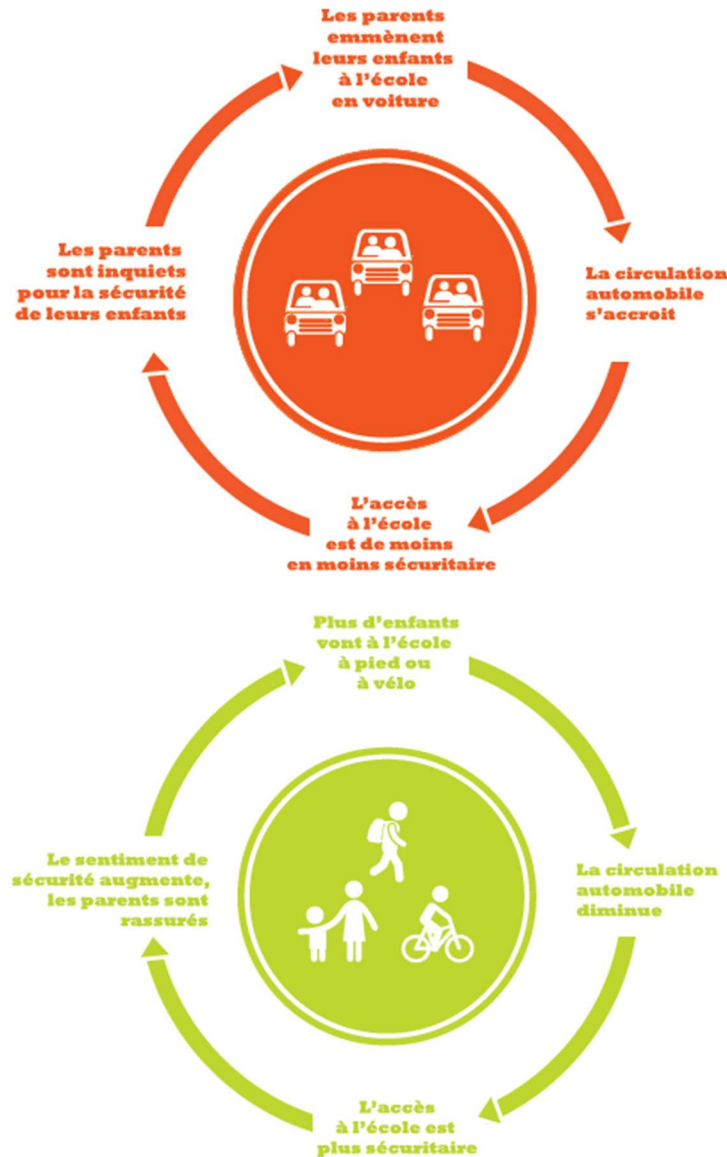 Les parents
emmènent
leurs enfants
à l'école
en voiture
La circulation
automobile
s'accroit
L'accès
à l'école
est de moins
en moins sécuritaire
Les parents
sont inquiets
pour la sécurité
de leurs enfants
Plus d'enfants
vont à l'école
à pied ou
à vélo
La circulation
automobile
diminue
L'accès
à l'école est
plus sécuritaire
Le sentiment de
sécurité augmente,
les parents sont
rassurés